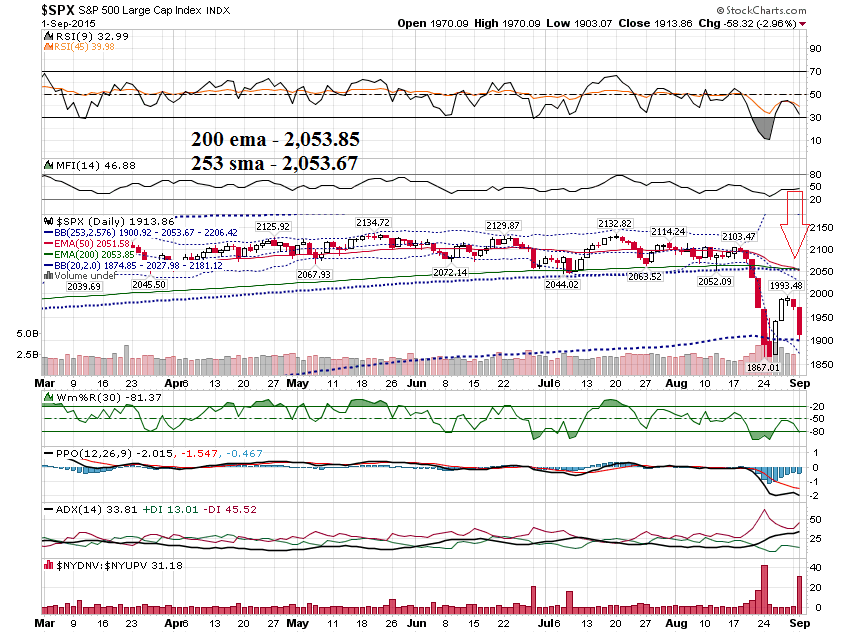 $SPX S&P 500 Large Cap Index INDX © StockCharts.com
1-Sep-2015 Open 1970.09 High 1970.09 Low 1903.07 Close 1913.86 Chg -58.32 (-2.96%)
RSI(9) 32.99
RSI(45) 39.98
90
70
50
30
10
200 ema - 2,053.85
253 sma - 2,053.67
MFI(14) 46.88
80
50
20
$SPX (Daily) 1913.86
BB(253,2.576) 1900.92 - 2053.67 - 2206.42
EMA(50) 2051.58
EMA(200) 2053.85
BB(20,2.0) 1874.85 - 2027.98 - 2181.12
Volume undef
2125.92 2134.72 2129.87 2132.82 2114.24 2103.47
2039.69 2045.50 2067.93 2072.14 2044.02 2063.52 2052.09 1993.48
1867.01
2150
2100
2050
2000
1950
1900
1850
5.0B
2.5B
Mar 9 16 23 Apr 6 13 20 27 May 11 18 26 Jun 8 15 22 Jul 6 13 20 27 Aug 10 17 24 Sep
Wm%R(30) -81.37
-20
-50
-80
PPO(12,26,9) -2.015, -1.547, -0.467
1
0
-1
-2
ADX(14) 33.81 +DI 13.01 -DI 45.52
50
25
$NYDNV:$NYUPV 31.18
40
20
0
Mar 9 16 23 Apr 6 13 20 27 May 11 18 26 Jun 8 15 22 Jul 6 13 20 27 Aug 10 17 24 Sep